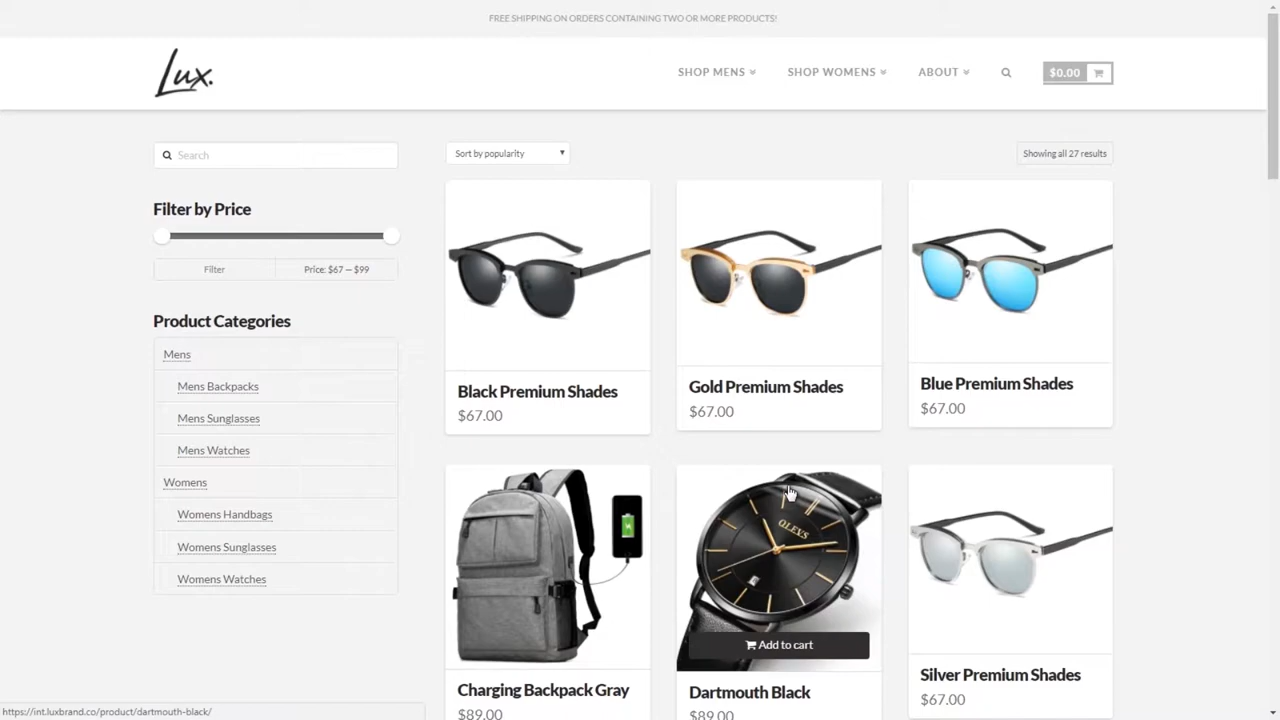 FREE SHIPPING ON ORDERS CONTAINING TWO OR MORE PRODUCTS!
Lux.
SHOP MENS
SHOP WOMENS
ABOUT
$0.00
Search
Sort by popularity
Showing all 27 results
Filter by Price
Filter
Price: $67 — $99
Product Categories
Mens
Mens Backpacks
Mens Sunglasses
Mens Watches
Womens
Womens Handbags
Womens Sunglasses
Womens Watches
Black Premium Shades
$67.00
Gold Premium Shades
$67.00
Blue Premium Shades
$67.00
OLEVS
Add to cart
Charging Backpack Gray
$89.00
Dartmouth Black
$89.00
Silver Premium Shades
$67.00
https://int.luxbrand.co/product/dartmouth-black/